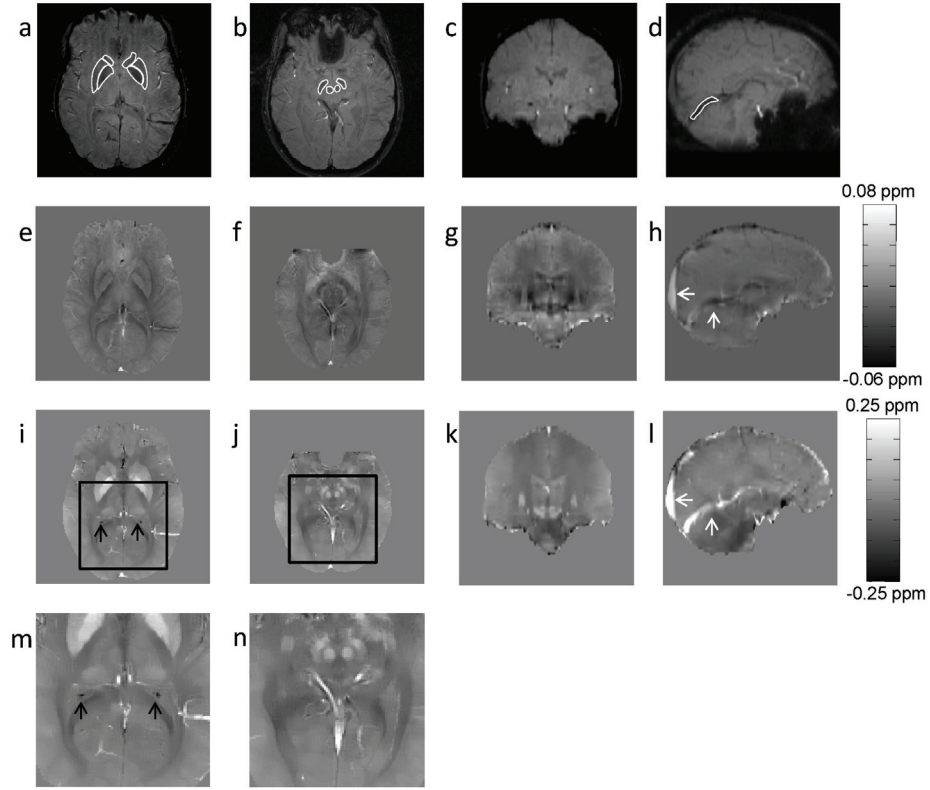 a b c d
0.08 ppm
e f g h
-0.06 ppm
0.25 ppm
i j k l
-0.25 ppm
m n